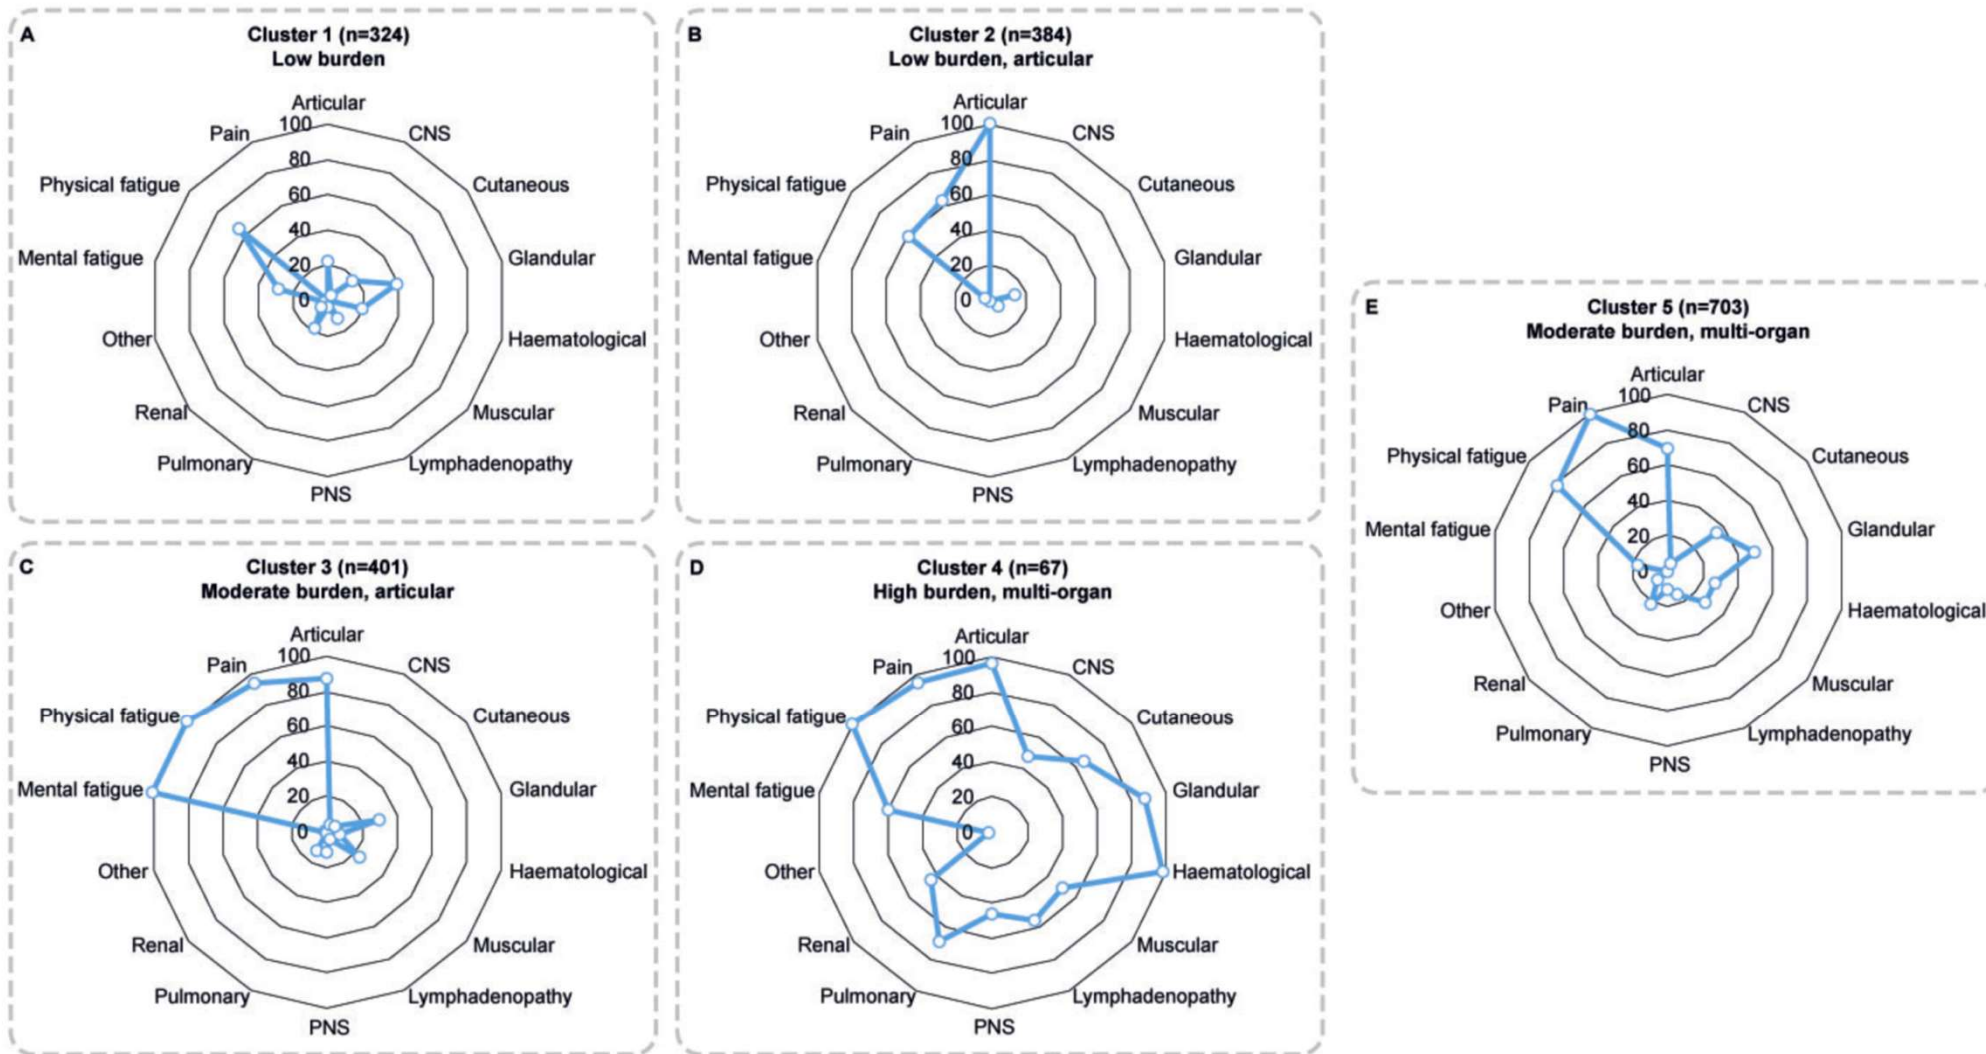 A
Cluster 1 (n=324)
Low burden
Articular
100
CNS
Pain
80
Physical fatigue
Cutaneous
60
40
Mental fatigue
Glandular
20
0
Other
Haematological
Renal
Muscular
Pulmonary
Lymphadenopathy
PNS
B
Cluster 2 (n=384)
Low burden, articular
Articular
100
CNS
Pain
80
Physical fatigue
Cutaneous
60
40
Mental fatigue
Glandular
20
0
Other
Haematological
Renal
Muscular
Pulmonary
Lymphadenopathy
PNS
C
Cluster 3 (n=401)
Moderate burden, articular
Articular
100
CNS
Pain
80
Physical fatigue
Cutaneous
60
40
Mental fatigue
Glandular
20
0
Other
Haematological
Renal
Muscular
Pulmonary
Lymphadenopathy
PNS
D
Cluster 4 (n=67)
High burden, multi-organ
Articular
100
CNS
Pain
80
Physical fatigue
Cutaneous
60
40
Mental fatigue
Glandular
20
0
Other
Haematological
Renal
Muscular
Pulmonary
Lymphadenopathy
PNS
E
Cluster 5 (n=703)
Moderate burden, multi-organ
Articular
100
CNS
Pain
80
Physical fatigue
Cutaneous
60
40
Mental fatigue
Glandular
20
0
Other
Haematological
Renal
Muscular
Pulmonary
Lymphadenopathy
PNS